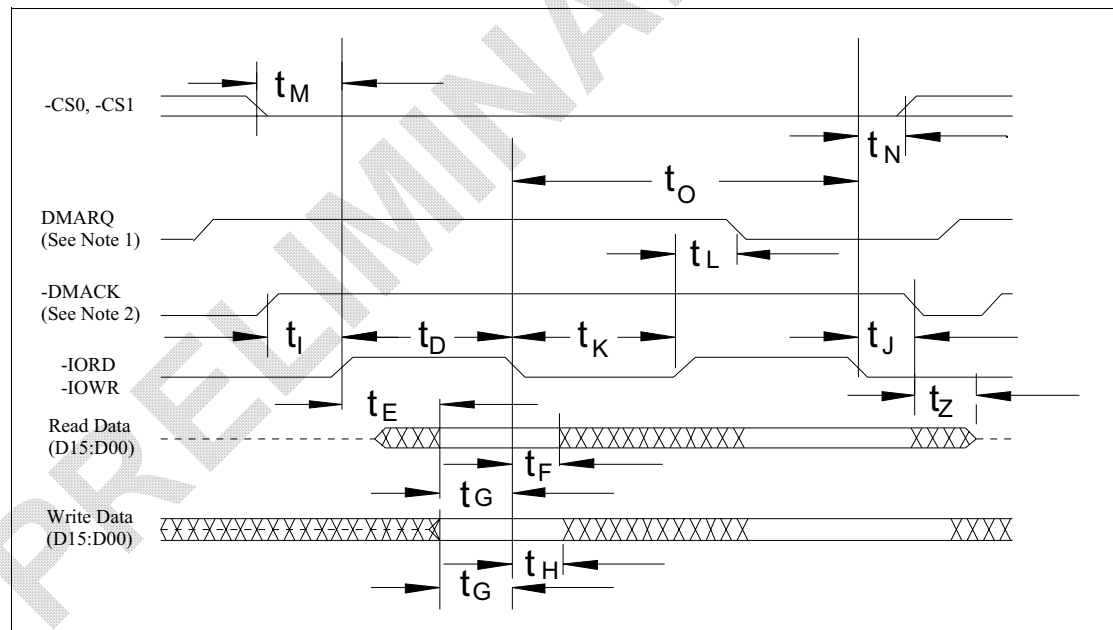 PRELIMINA
tM
-CS0, -CS1
tN
tO
DMARQ
(See Note 1)
tL
-DMACK
(See Note 2)
tI
tD
tK
tJ
-IORD
-IOWR
tZ
tE
Read Data
(D15:D00)
tF
tG
Write Data
(D15:D00)
tH
tG